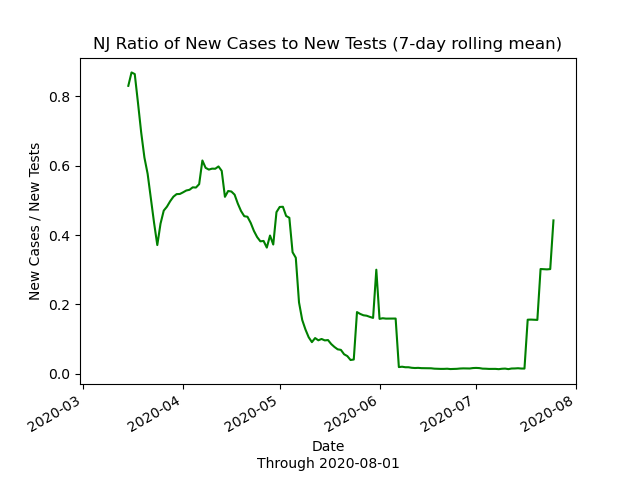 NJ Ratio of New Cases to New Tests (7-day rolling mean)
New Cases / New Tests
0.8
0.6
0.4
0.2
0.0
2020-03
2020-04
2020-05
2020-06
2020-07
2020-08
Date
Through 2020-08-01